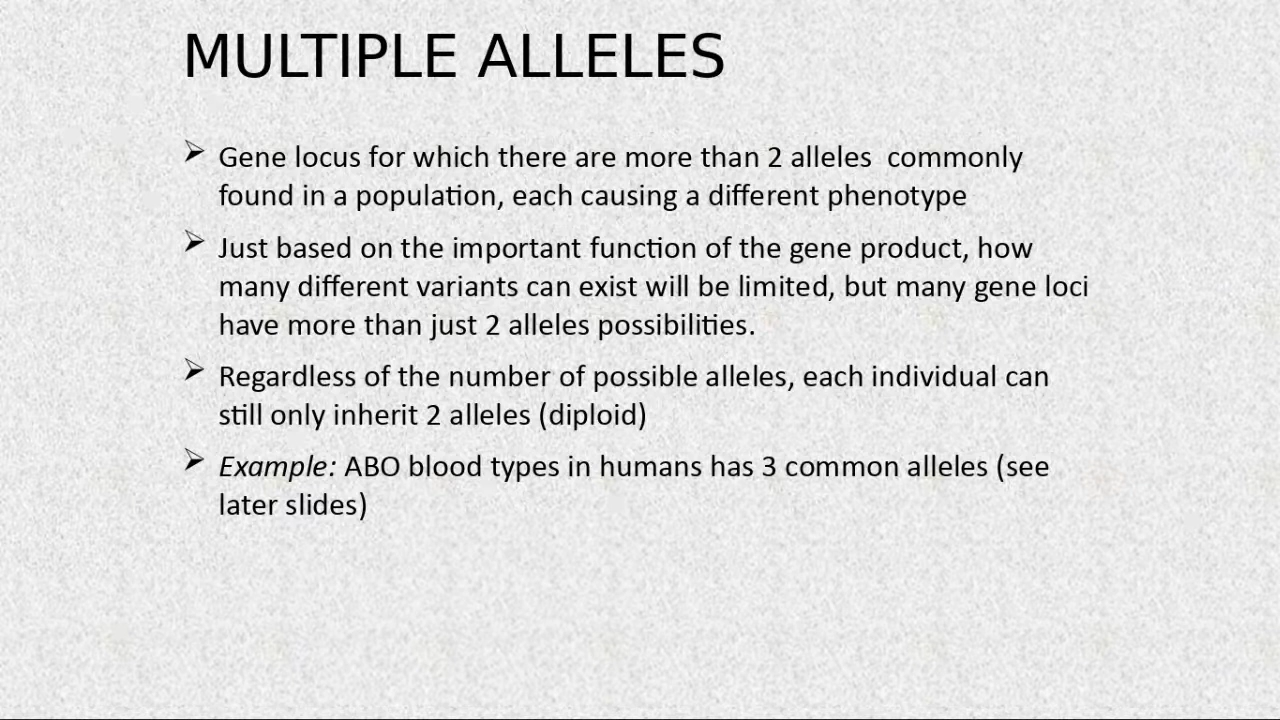 MULTIPLE ALLELES
➢ Gene locus for which there are more than 2 alleles  commonly
found in a population, each causing a different phenotype
➢ Just based on the important function of the gene product, how
many different variants can exist will be limited, but many gene loci
have more than just 2 alleles possibilities.
➢ Regardless of the number of possible alleles, each individual can
still only inherit 2 alleles (diploid)
➢ Example: ABO blood types in humans has 3 common alleles (see
later slides)